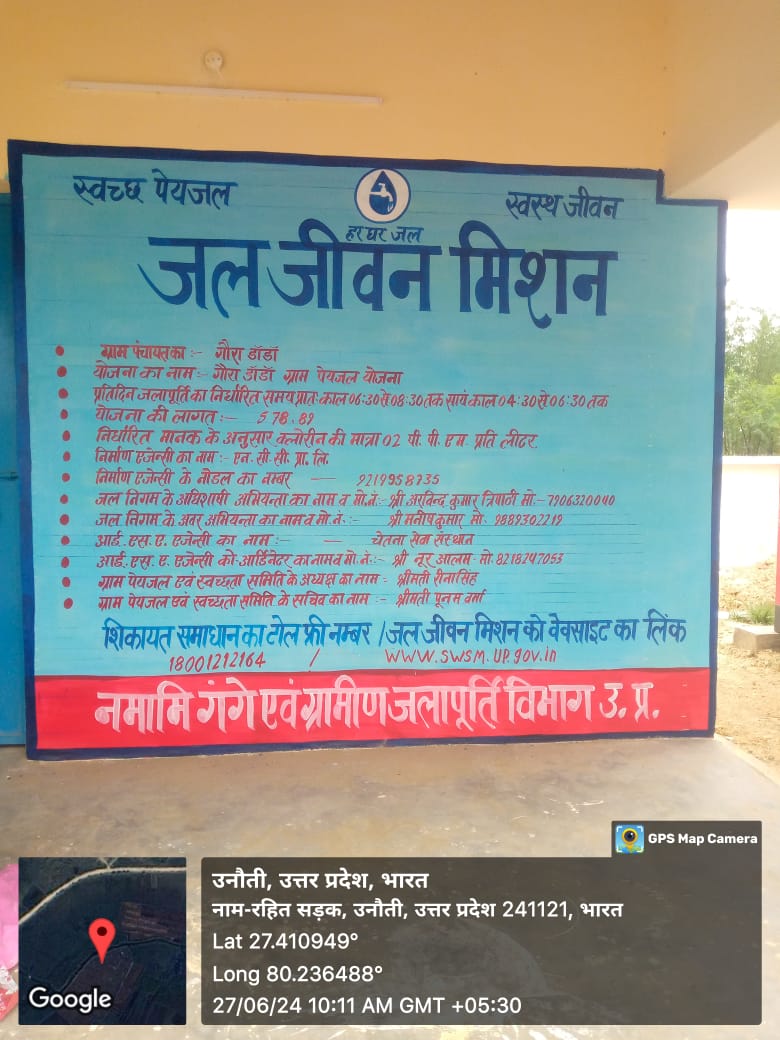 स्वच्छ पेयजल
स्वस्थ जीवन
हर घर जल
जल जीवन मिशन
ग्राम पंचायत का :- गौरा डॉडॉ
योजना का नाम :- गौरा डॉडॉ ग्राम पेयजल योजना
प्रतिदिन जलापूर्ति का निर्धारित समय प्रातः काल 06:30 से 08:30 तक सायं काल 04:30 से 06:30 तक
योजना की लागत :- 578.89
निर्धारित मानक के अनुसार क्लोरीन की मात्रा 02 पी. पी. एम. प्रति लीटर
निर्माण एजेन्सी का नाम :- एन. सी. सी. प्रा. लि.
निर्माण एजेन्सी के नोडल का नम्बर — 9219958735
जल निगम के अधिशाषी अभियन्ता का नाम व मो.नं. :- श्री अरविन्द कुमार त्रिपाठी मो.- 7906320040
जल निगम के अवर अभियन्ता का नाम व मो. नं. :- श्री मनीष कुमार मो. 9889302219
आई. एस. ए. एजेन्सी का नाम :- — चेतना सेवा संस्थान
आई. एस. ए. एजेन्सी को-आर्डिनेटर का नाम व मो. नं :- श्री नूर आलम मो. 8218247053
ग्राम पेयजल एवं स्वच्छता समिति के अध्यक्ष का नाम - श्रीमती रीना सिंह
ग्राम पेयजल एवं स्वच्छता समिति के सचिव का नाम :- श्रीमती पूनम वर्मा
शिकायत समाधान का टोल फ्री नम्बर / जल जीवन मिशन को वेवसाइट का लिंक
18001212164 / www.swsm.up.gov.in
नमामि गंगे एवं ग्रामीण जलापूर्ति विभाग उ. प्र.
GPS Map Camera
उनौती, उत्तर प्रदेश, भारत
नाम-रहित सड़क, उनौती, उत्तर प्रदेश 241121, भारत
Lat 27.410949°
Long 80.236488°
27/06/24 10:11 AM GMT +05:30
Google